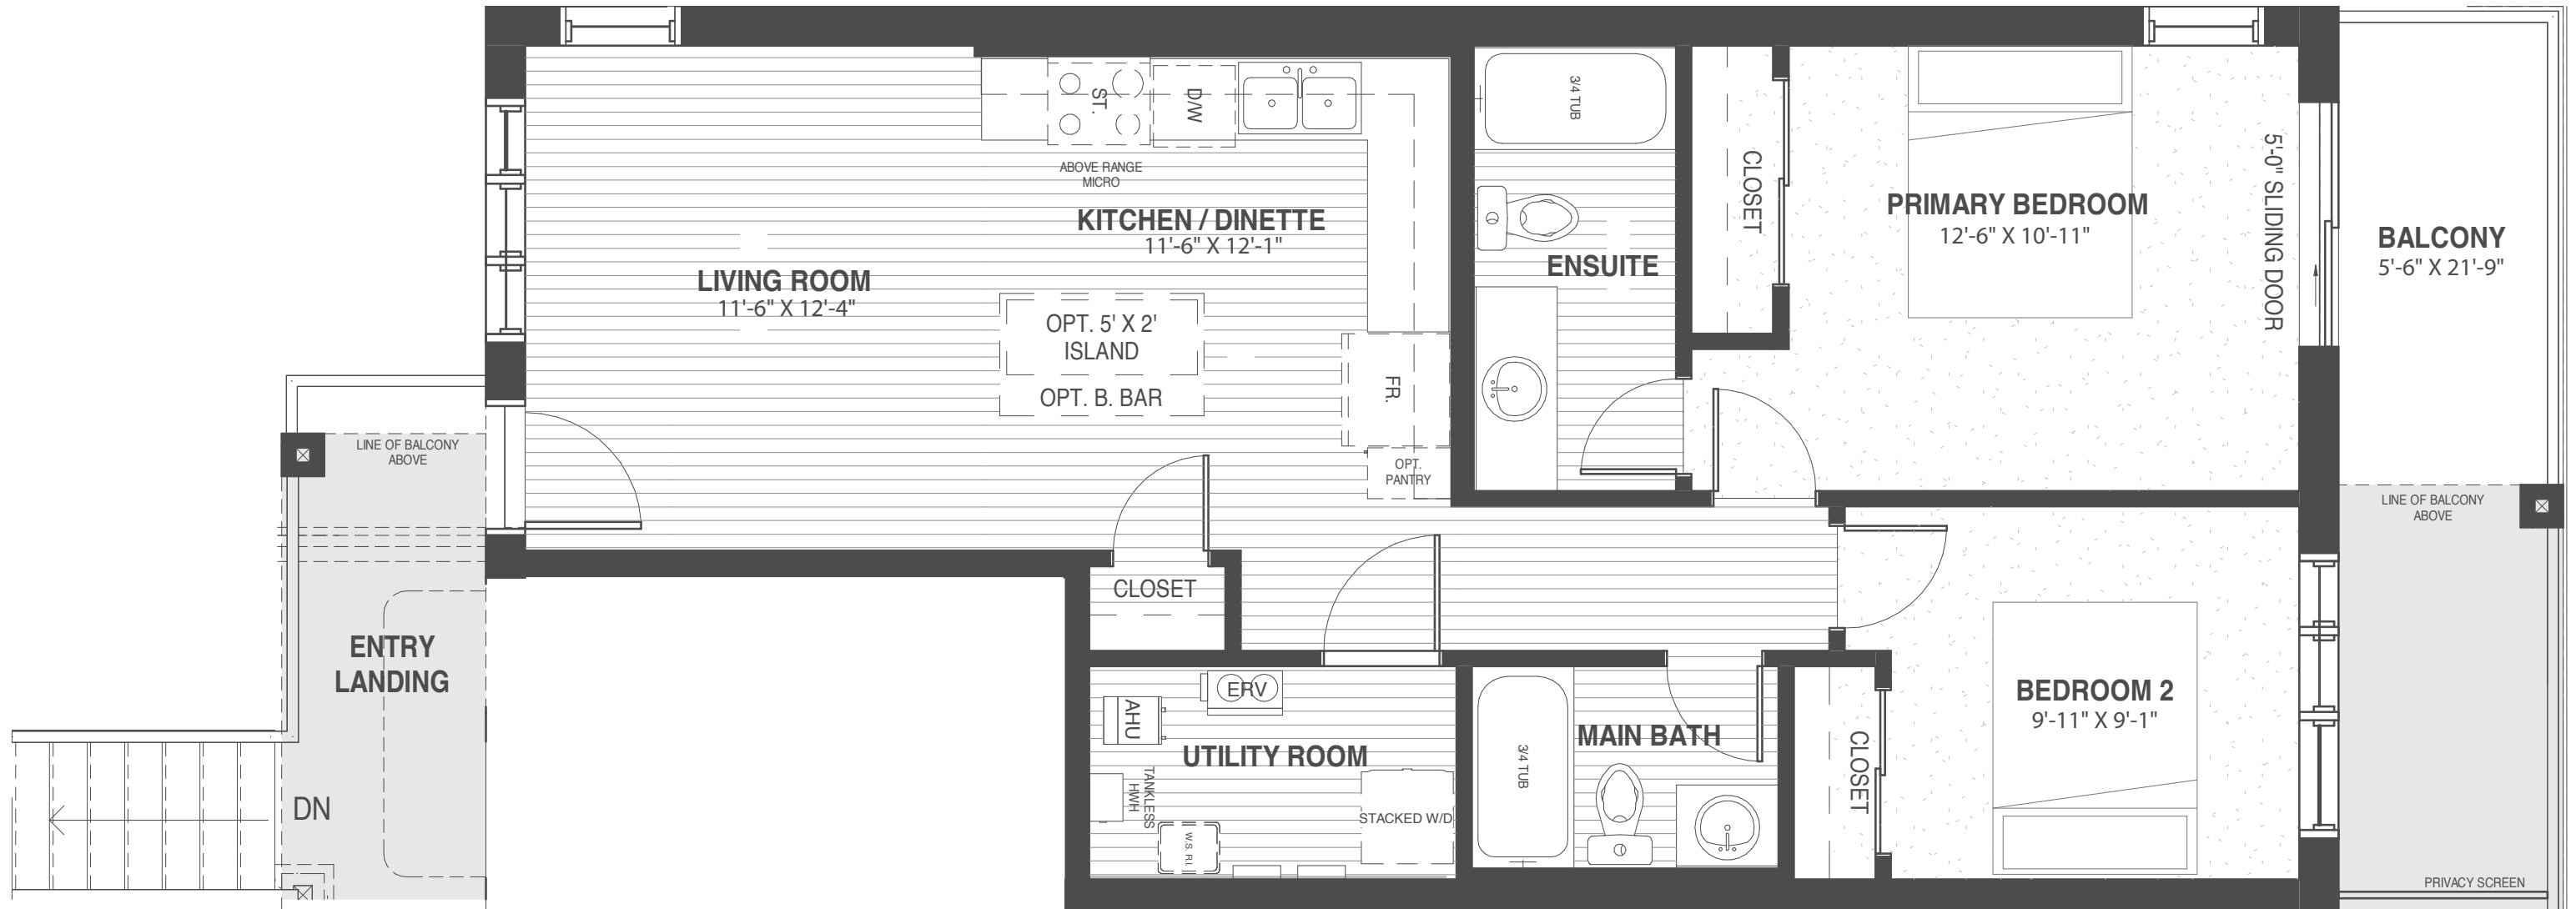 ST.
D/W
ABOVE RANGE
MICRO
KITCHEN / DINETTE
11'-6" X 12'-1"
LIVING ROOM
11'-6" X 12'-4"
OPT. 5' X 2'
ISLAND
OPT. B. BAR
FR.
OPT.
PANTRY
3/4 TUB
ENSUITE
CLOSET
PRIMARY BEDROOM
12'-6" X 10'-11"
5'-0" SLIDING DOOR
BALCONY
5'-6" X 21'-9"
LINE OF BALCONY
ABOVE
LINE OF BALCONY
ABOVE
ENTRY
LANDING
DN
CLOSET
ERV
AHU
UTILITY ROOM
TANKLESS
HWH
W.S. R.I.
STACKED W/D
3/4 TUB
MAIN BATH
CLOSET
BEDROOM 2
9'-11" X 9'-1"
PRIVACY SCREEN